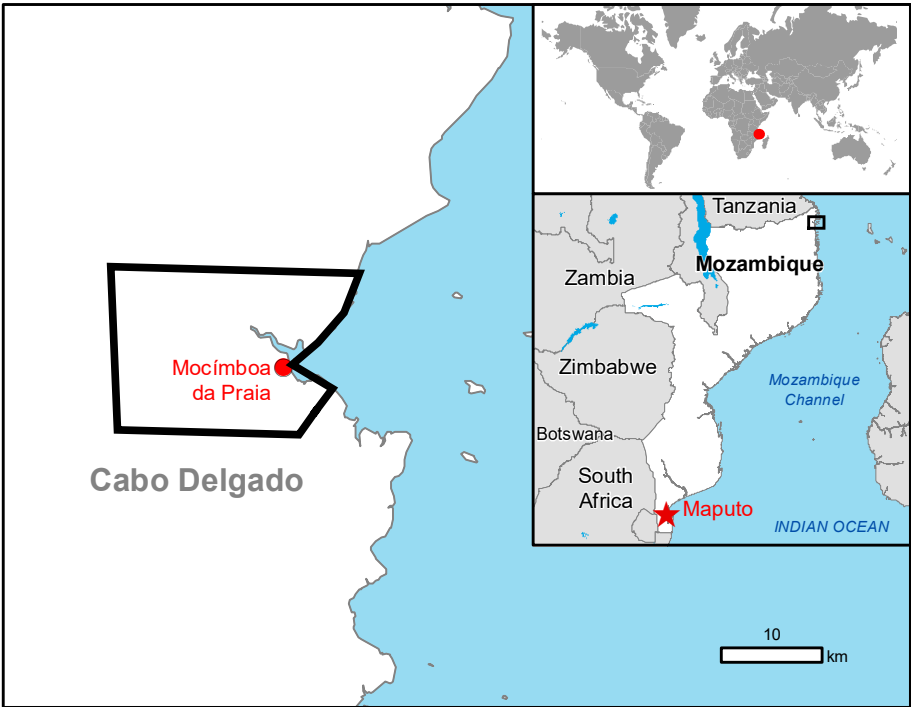 Mocímboa
da Praia
Cabo Delgado
Tanzania
Mozambique
Zambia
Zimbabwe
Mozambique
Channel
Botswana
South
Africa
Maputo
INDIAN OCEAN
10
km